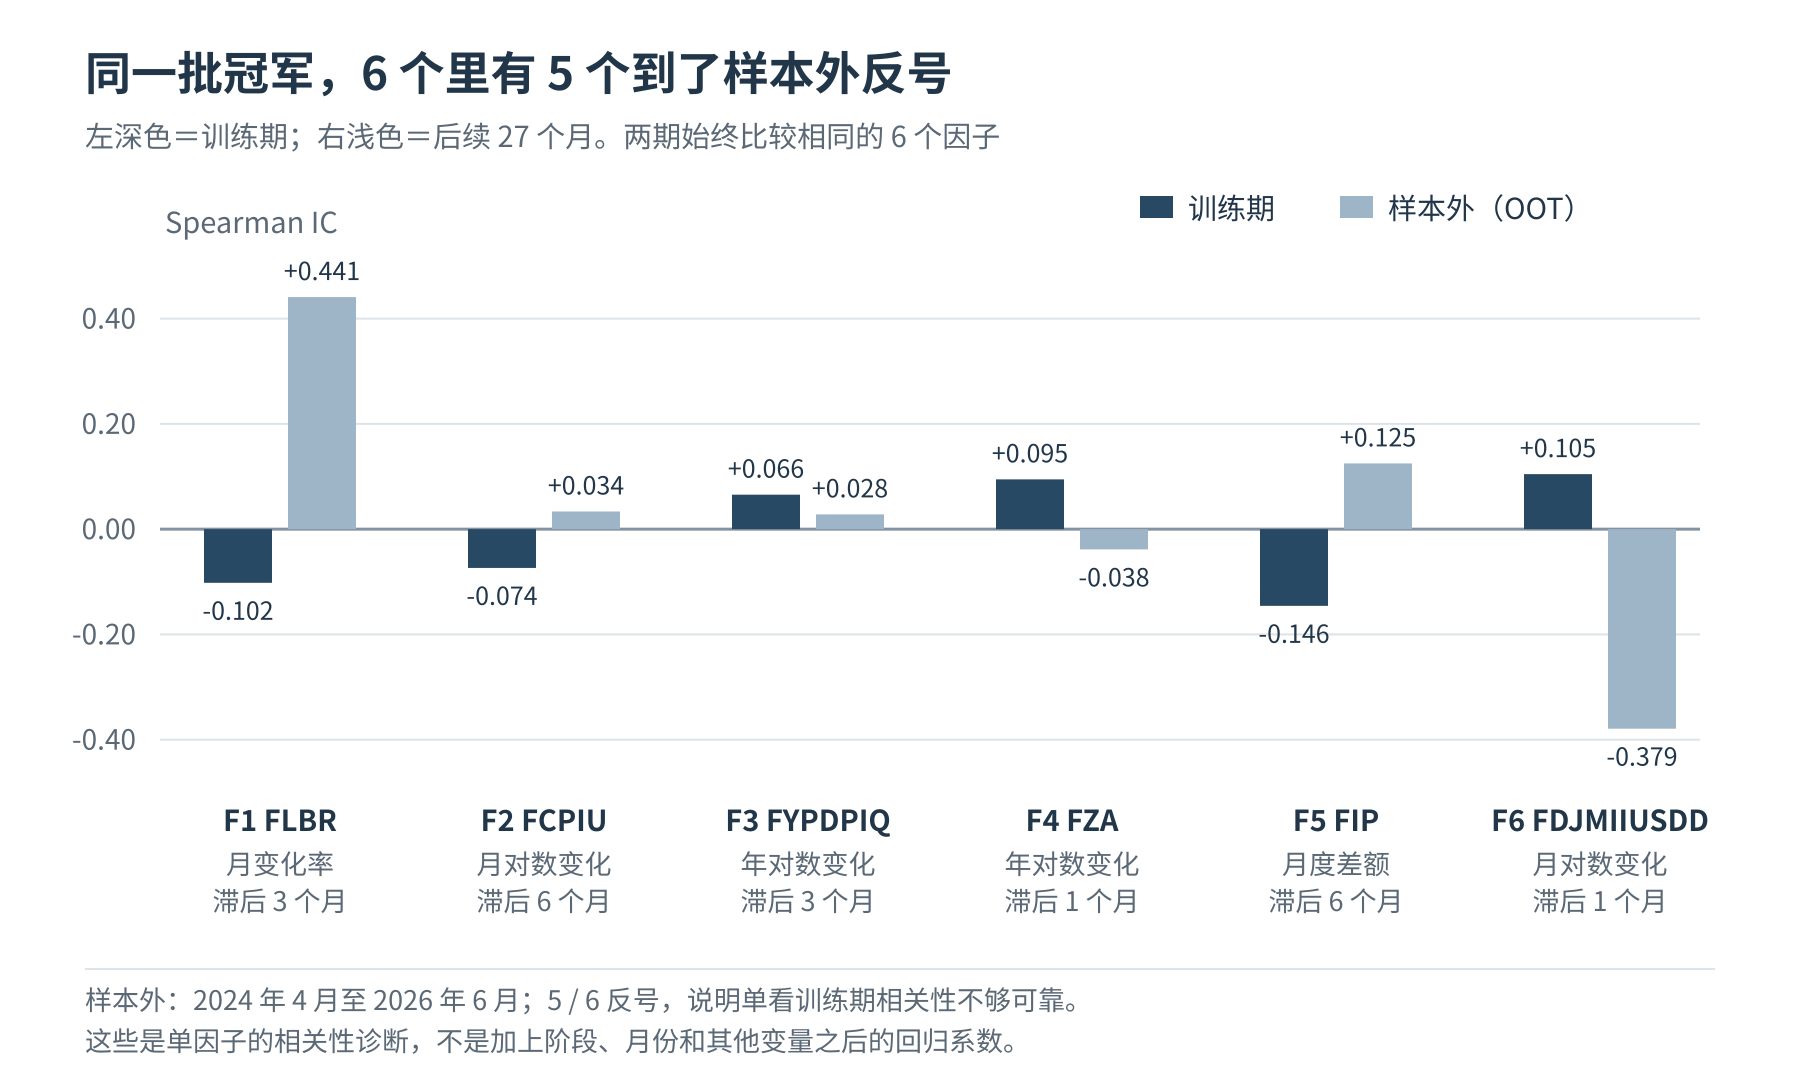 同一批冠军，6 个里有 5 个到了样本外反号
左深色＝训练期；右浅色＝后续 27 个月。两期始终比较相同的 6 个因子
训练期
样本外（OOT）
Spearman IC
0.40
0.20
0.00
-0.20
-0.40
-0.102
+0.441
-0.074
+0.034
+0.066
+0.028
+0.095
-0.038
-0.146
+0.125
+0.105
-0.379
F1 FLBR
月变化率
滞后 3 个月
F2 FCPIU
月对数变化
滞后 6 个月
F3 FYPDPIQ
年对数变化
滞后 3 个月
F4 FZA
年对数变化
滞后 1 个月
F5 FIP
月度差额
滞后 6 个月
F6 FDJMIIUSDD
月对数变化
滞后 1 个月
样本外：2024 年 4 月至 2026 年 6 月；5 / 6 反号，说明单看训练期相关性不够可靠。
这些是单因子的相关性诊断，不是加上阶段、月份和其他变量之后的回归系数。